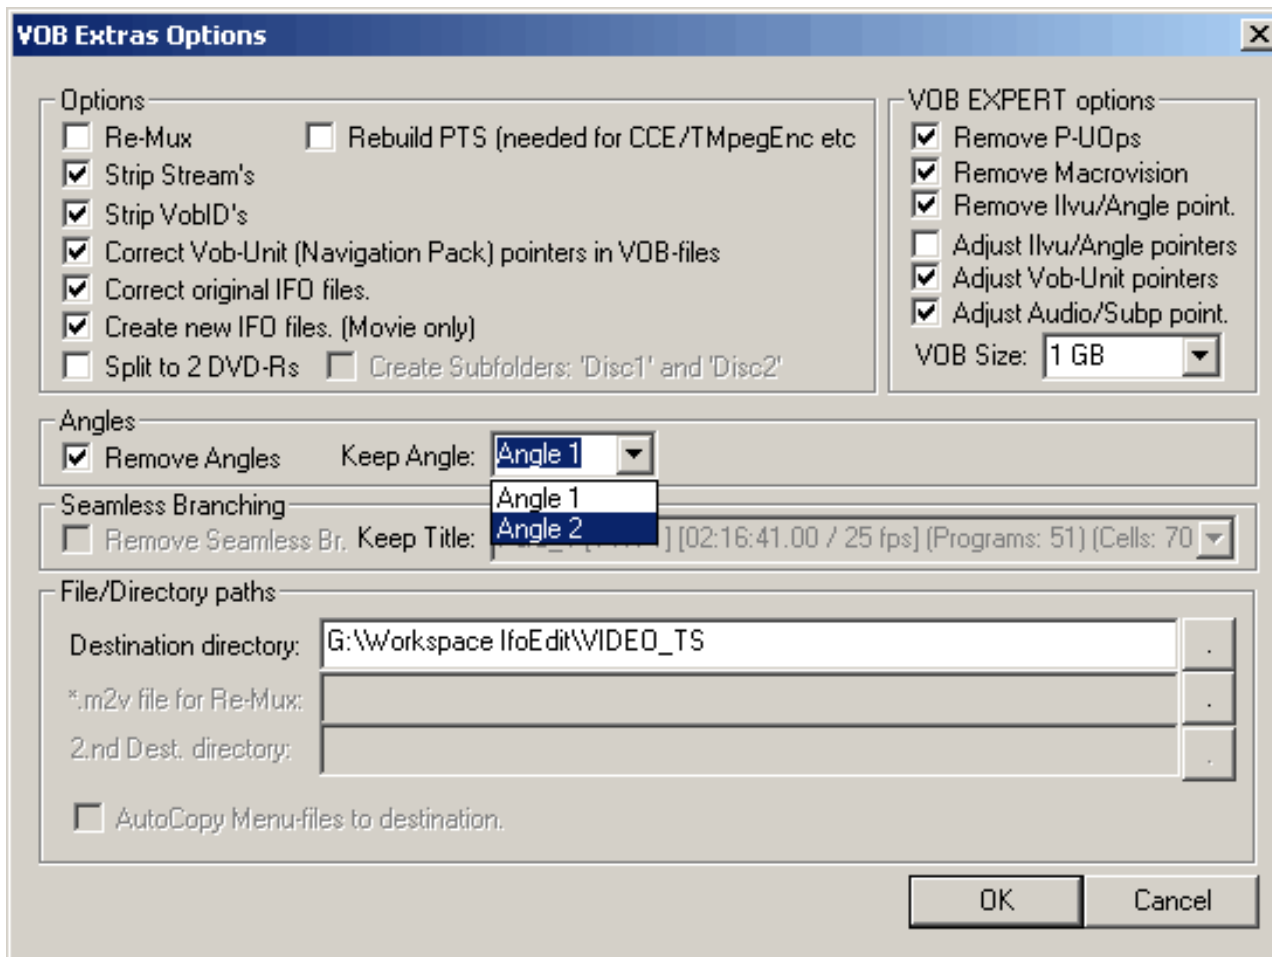 VOB Extras Options
Options
Re-Mux
Rebuild PTS (needed for CCE/TMpegEnc etc
Strip Stream's
Strip VobID's
Correct Vob-Unit (Navigation Pack) pointers in VOB-files
Correct original IFO files.
Create new IFO files. (Movie only)
Split to 2 DVD-Rs
Create Subfolders: 'Disc1' and 'Disc2'
VOB EXPERT options
Remove P-UOps
Remove Macrovision
Remove Ilvu/Angle point.
Adjust Ilvu/Angle pointers
Adjust Vob-Unit pointers
Adjust Audio/Subp point.
VOB Size: 1 GB
Angles
Remove Angles
Keep Angle: Angle 1
Angle 1
Angle 2
Seamless Branching
Remove Seamless Br.
Keep Title: ] [02:16:41.00 / 25 fps] (Programs: 51) (Cells: 70
File/Directory paths
Destination directory: G:\Workspace IfoEdit\VIDEO_TS .
*.m2v file for Re-Mux: .
2.nd Dest. directory: .
AutoCopy Menu-files to destination.
OK
Cancel